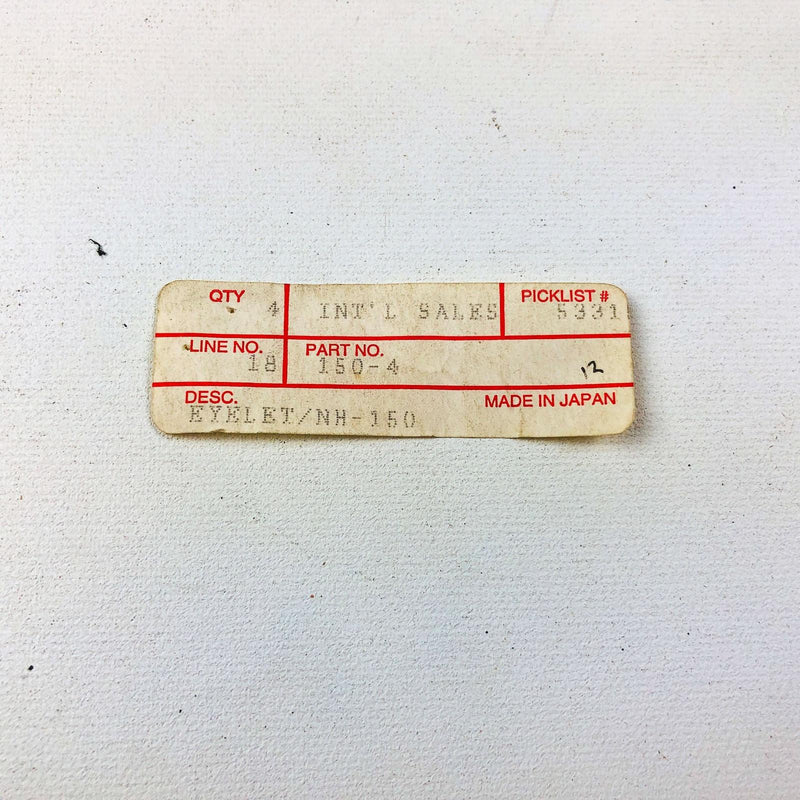 QTY 4 INT'L SALES PICKLIST # 5331
LINE NO. 18 PART NO. 150-4 12
DESC. MADE IN JAPAN
EYELET/NH-150